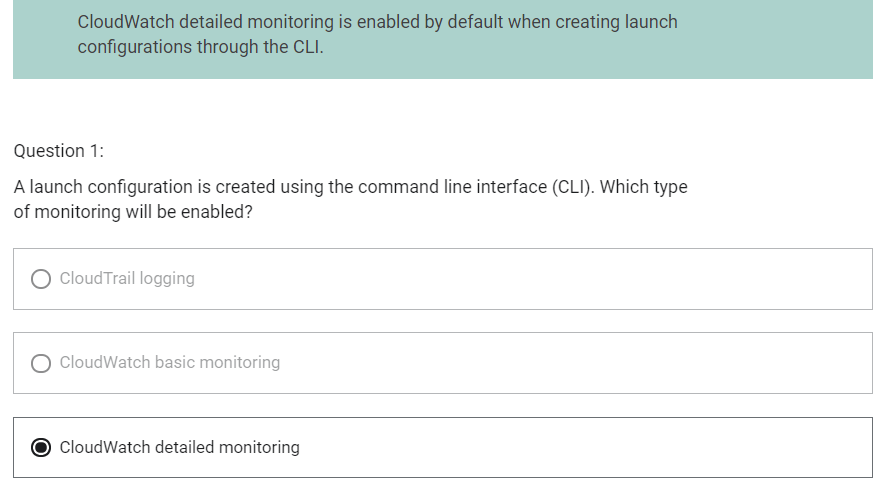 CloudWatch detailed monitoring is enabled by default when creating launch
configurations through the CLI.
Question 1:
A launch configuration is created using the command line interface (CLI). Which type
of monitoring will be enabled?
CloudTrail logging
CloudWatch basic monitoring
CloudWatch detailed monitoring